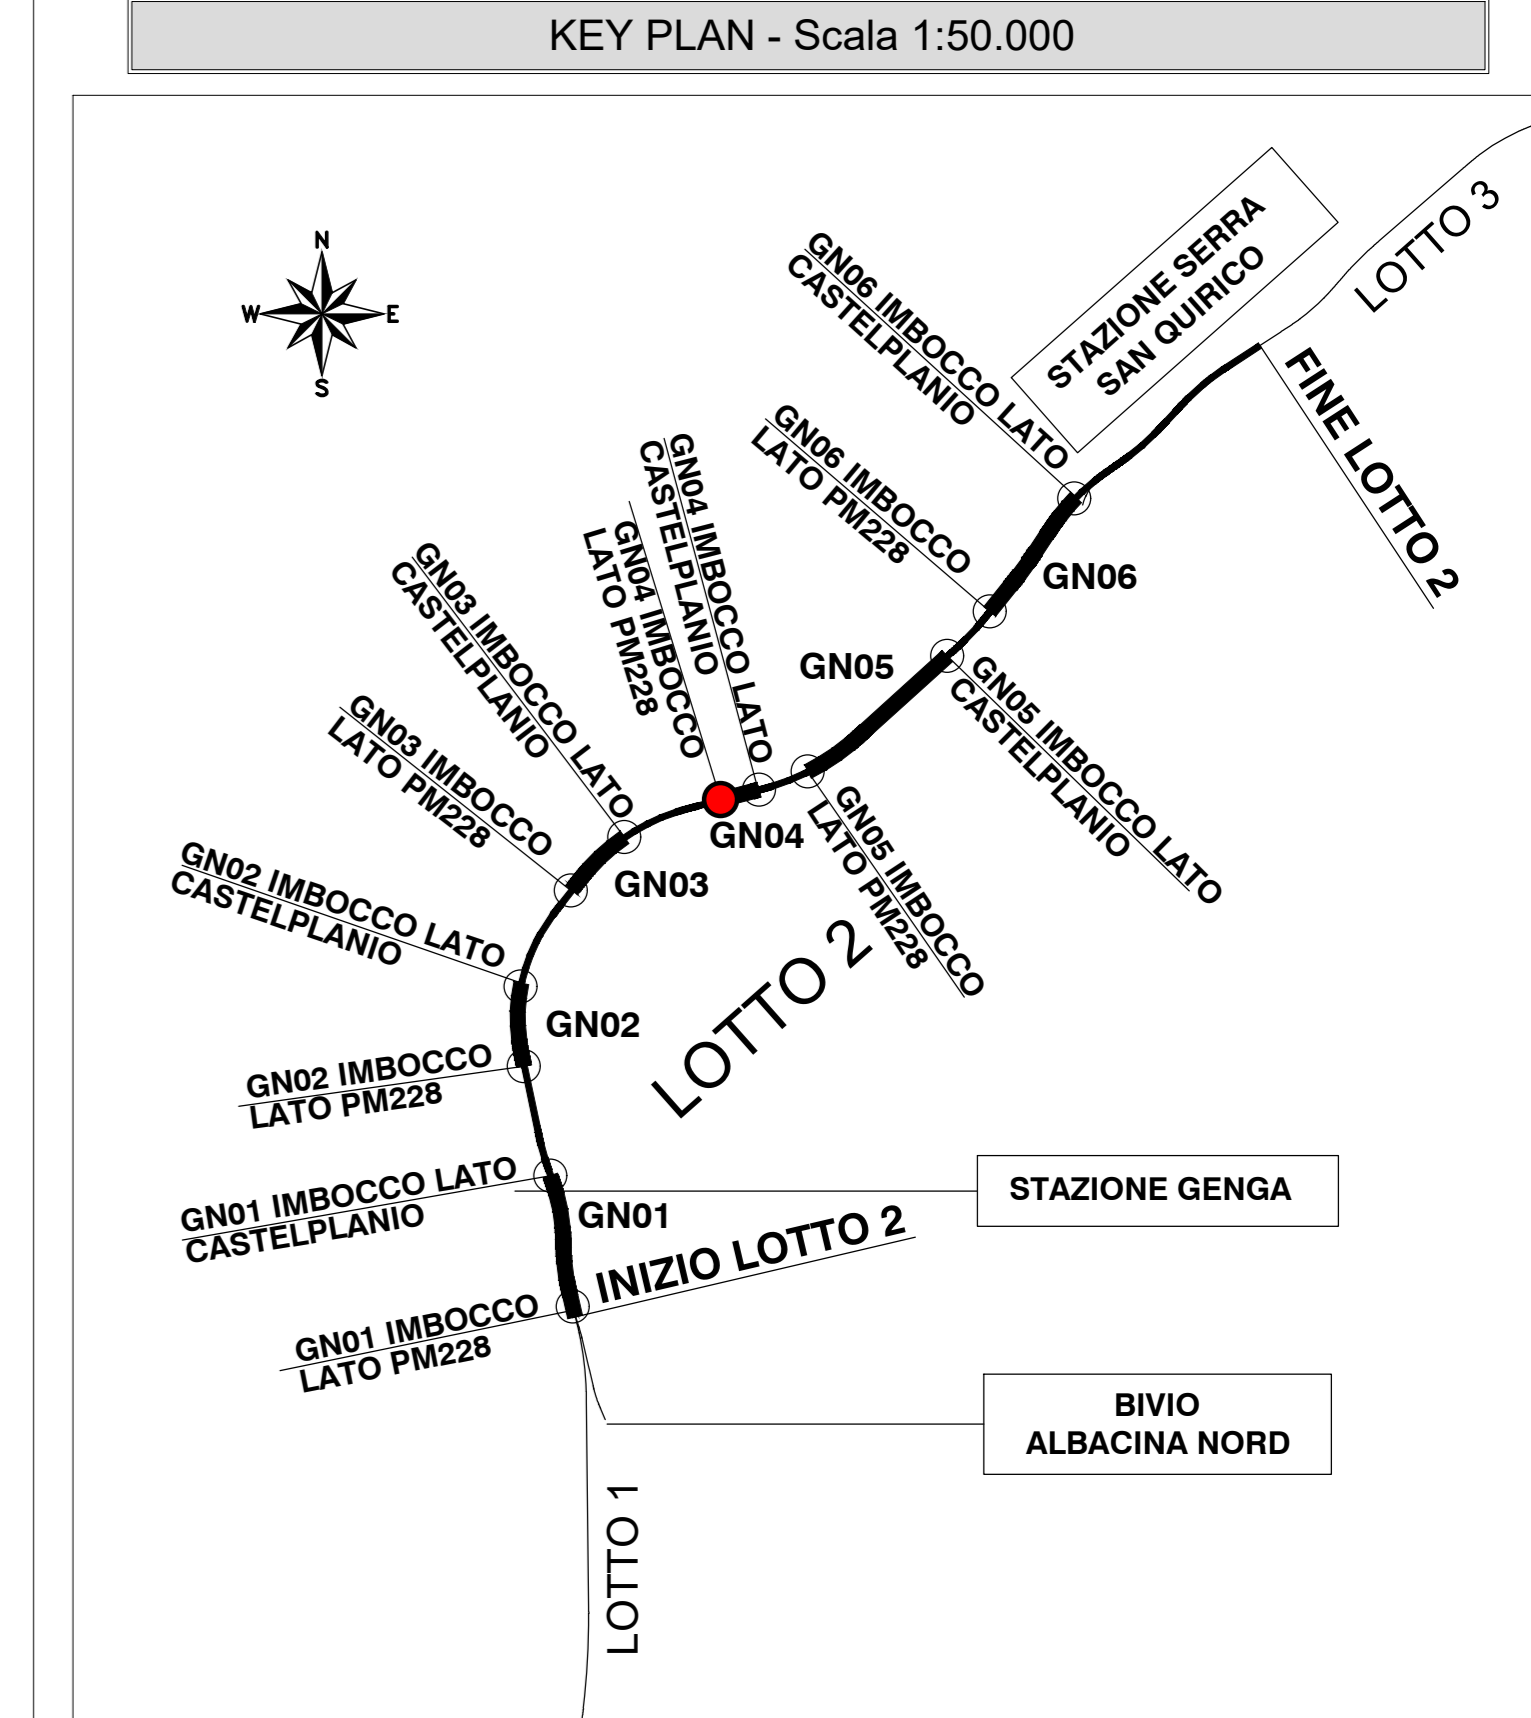 KEY PLAN - Scala 1:50.000
N
W
E
S
LOTTO 3
STAZIONE SERRA
SAN QUIRICO
GN06 IMBOCCO LATO
CASTELPLANIO
FINE LOTTO 2
GN06 IMBOCCO
LATO PM228
GN06
GN04 IMBOCCO LATO
CASTELPLANIO
GN04 IMBOCCO
LATO PM228
GN05
GN05 IMBOCCO LATO
CASTELPLANIO
GN03 IMBOCCO LATO
CASTELPLANIO
GN03 IMBOCCO
LATO PM228
GN04
GN05 IMBOCCO
LATO PM228
GN03
GN02 IMBOCCO LATO
CASTELPLANIO
LOTTO 2
GN02
GN02 IMBOCCO
LATO PM228
GN01 IMBOCCO LATO
CASTELPLANIO
STAZIONE GENGA
GN01
INIZIO LOTTO 2
GN01 IMBOCCO
LATO PM228
BIVIO
ALBACINA NORD
LOTTO 1